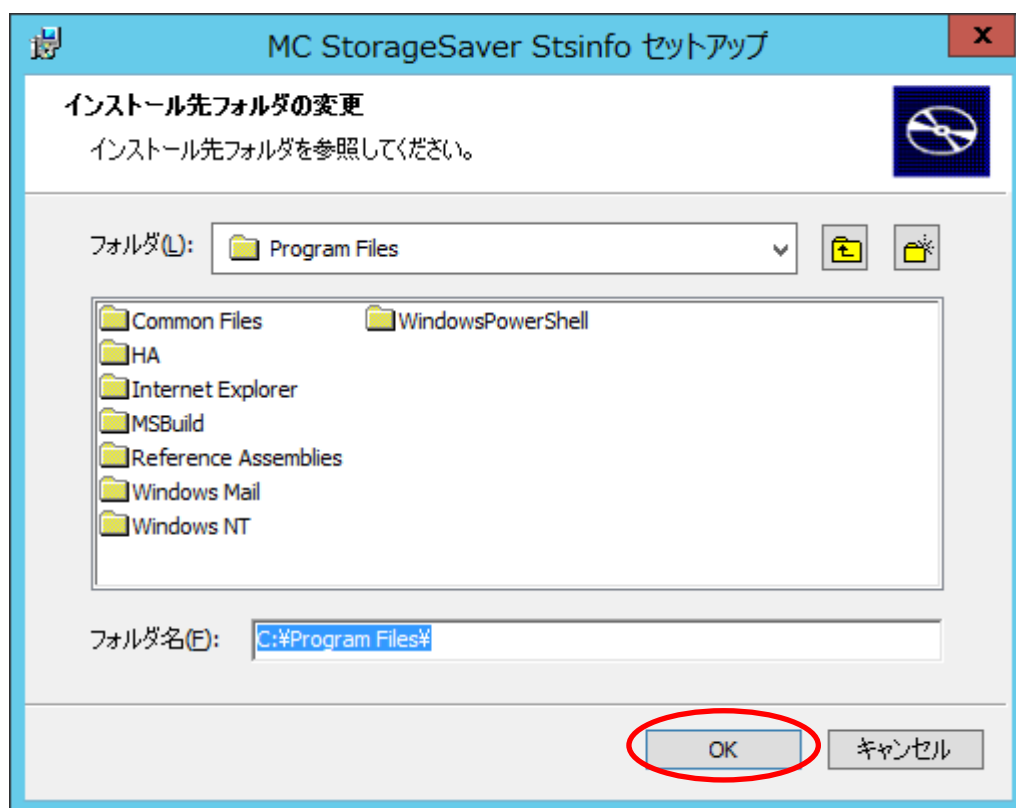 MC StorageSaver Stsinfo セットアップ
インストール先フォルダの変更
インストール先フォルダを参照してください。
フォルダ(L): Program Files
Common Files WindowsPowerShell
HA
Internet Explorer
MSBuild
Reference Assemblies
Windows Mail
Windows NT
フォルダ名(F): C:¥Program Files¥
OK キャンセル